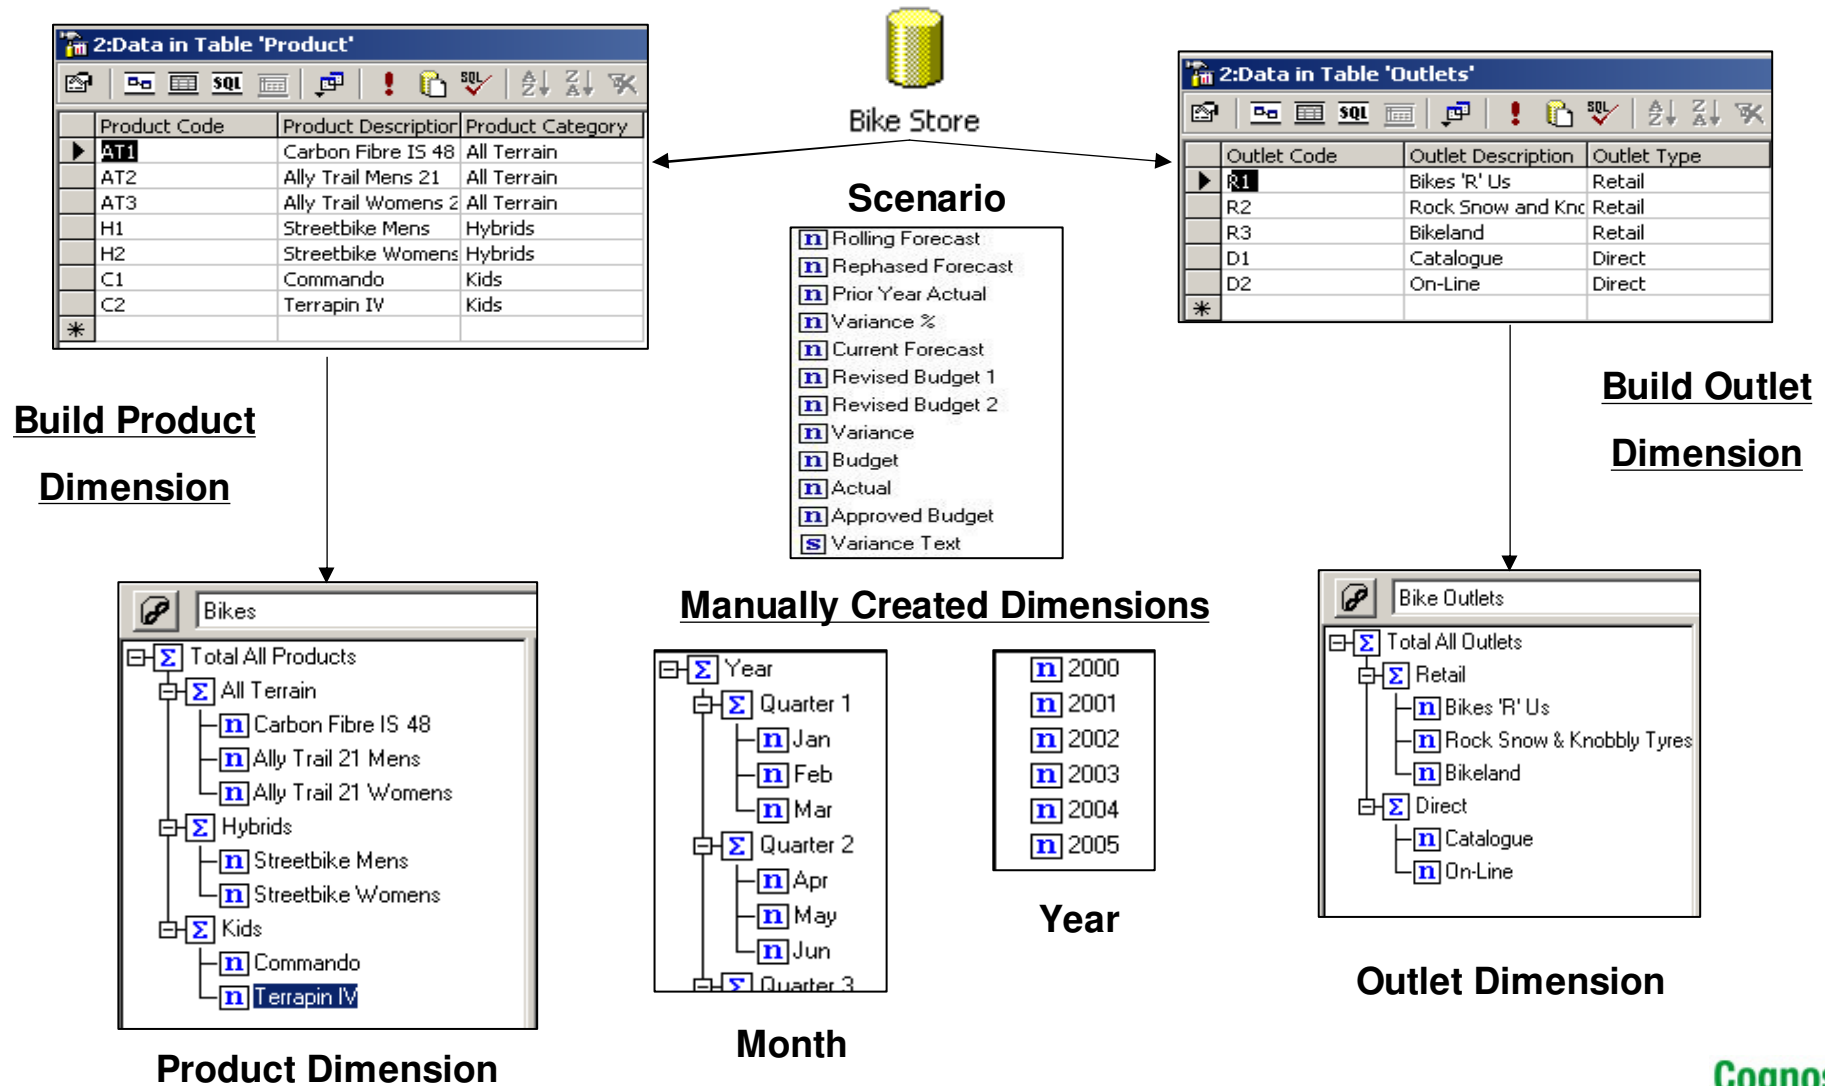 2:Data in Table 'Product'
SQL
SQL
Product Code Product Description Product Category
AT1 Carbon Fibre IS 48 All Terrain
AT2 Ally Trail Mens 21 All Terrain
AT3 Ally Trail Womens 2 All Terrain
H1 Streetbike Mens Hybrids
H2 Streetbike Womens Hybrids
C1 Commando Kids
C2 Terrapin IV Kids
Bike Store
2:Data in Table 'Outlets'
SQL
SQL
Outlet Code Outlet Description Outlet Type
R1 Bikes 'R' Us Retail
R2 Rock Snow and Knc Retail
R3 Bikeland Retail
D1 Catalogue Direct
D2 On-Line Direct
Scenario
n Rolling Forecast
n Rephased Forecast
n Prior Year Actual
n Variance %
n Current Forecast
n Revised Budget 1
n Revised Budget 2
n Variance
n Budget
n Actual
n Approved Budget
s Variance Text
Build Product
Dimension
Build Outlet
Dimension
Bikes
Σ Total All Products
Σ All Terrain
n Carbon Fibre IS 48
n Ally Trail 21 Mens
n Ally Trail 21 Womens
Σ Hybrids
n Streetbike Mens
n Streetbike Womens
Σ Kids
n Commando
n Terrapin IV
Product Dimension
Manually Created Dimensions
Σ Year
Σ Quarter 1
n Jan
n Feb
n Mar
Σ Quarter 2
n Apr
n May
n Jun
Σ Quarter 3
Month
n 2000
n 2001
n 2002
n 2003
n 2004
n 2005
Year
Bike Outlets
Σ Total All Outlets
Σ Retail
n Bikes 'R' Us
n Rock Snow & Knobbly Tyres
n Bikeland
Σ Direct
n Catalogue
n On-Line
Outlet Dimension
Cognos